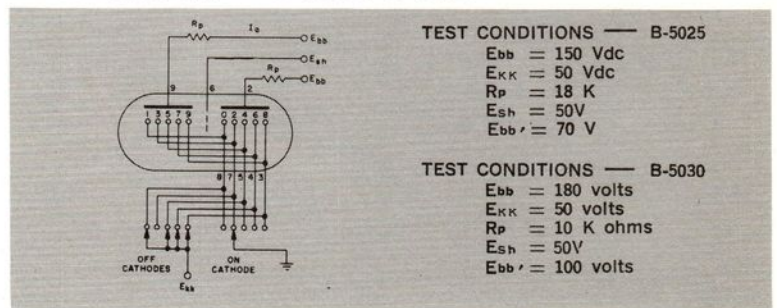 Rp Io
Ebb
Esh
Rp
Ebb
9 6 2
1 3 5 7 9 0 2 4 6 8
8 7 5 4 3
OFF CATHODES
ON CATHODE
Ekk
TEST CONDITIONS — B-5025
Ebb = 150 Vdc
EKK = 50 Vdc
Rp = 18 K
Esh = 50V
Ebb' = 70 V
TEST CONDITIONS — B-5030
Ebb = 180 volts
EKK = 50 volts
Rp = 10 K ohms
Esh = 50V
Ebb' = 100 volts